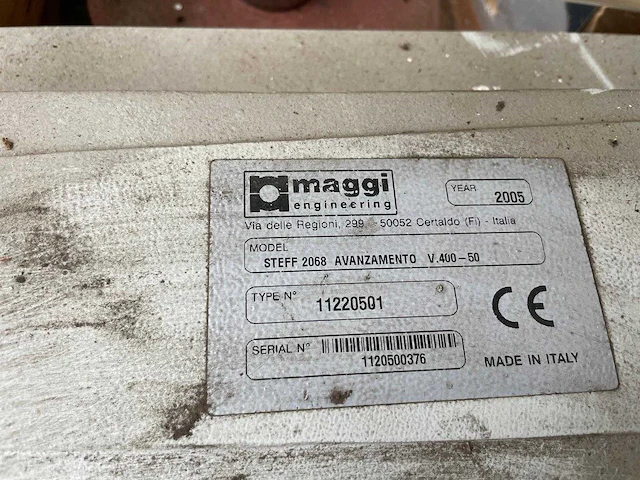 maggi
engineering
YEAR 2005
Via delle Regioni, 299 - 50052 Certaldo (FI) - Italia
MODEL
STEFF 2068 AVANZAMENTO V.400-50
TYPE N° 11220501
CE
SERIAL N° 1120500376
MADE IN ITALY